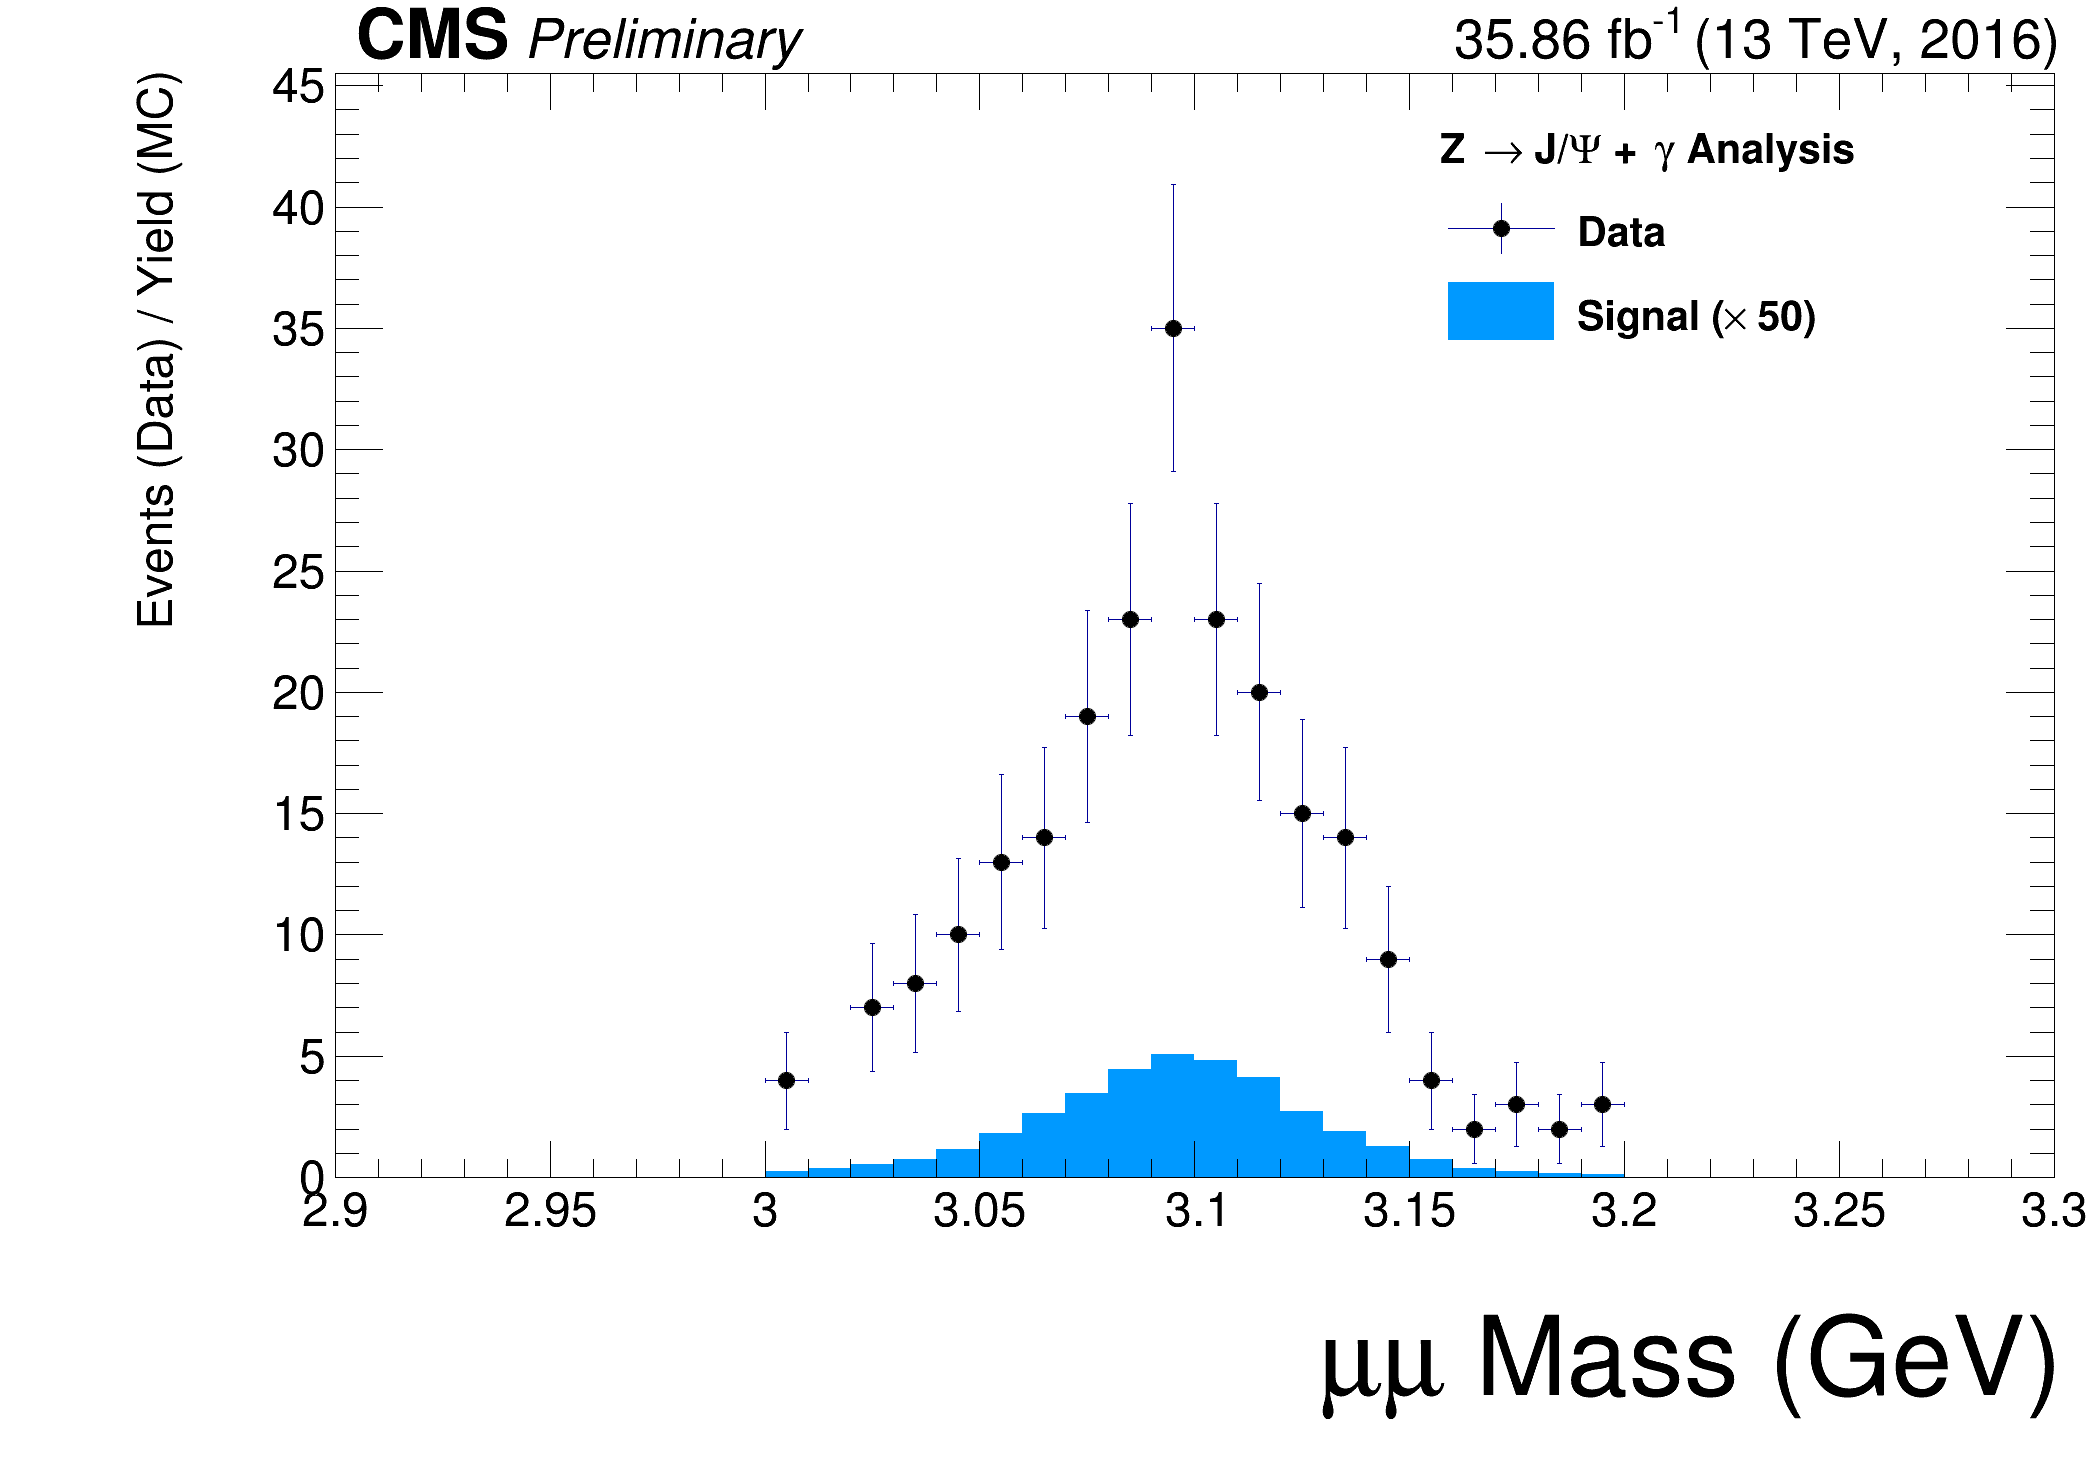 CMS Preliminary
35.86 fb⁻¹ (13 TeV, 2016)
Events (Data) / Yield (MC)
45
40
35
30
25
20
15
10
5
0
Z → J/Ψ + γ Analysis
Data
Signal (× 50)
2.9 2.95 3 3.05 3.1 3.15 3.2 3.25 3.3
μμ Mass (GeV)